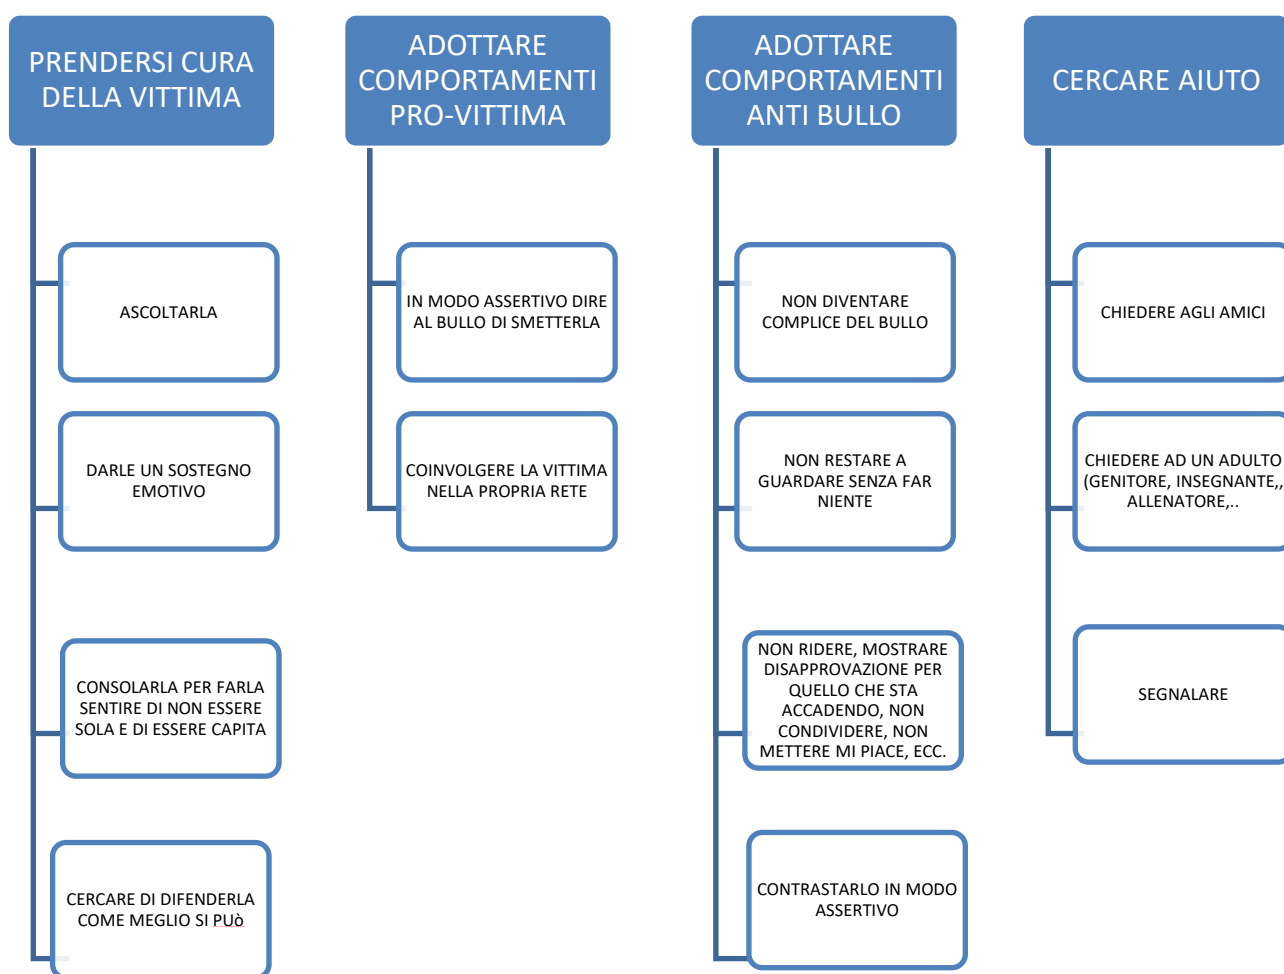 PRENDERSI CURA
DELLA VITTIMA
ASCOLTARLA
DARLE UN SOSTEGNO
EMOTIVO
CONSOLARLA PER FARLA
SENTIRE DI NON ESSERE
SOLA E DI ESSERE CAPITA
CERCARE DI DIFENDERLA
COME MEGLIO SI PUò
ADOTTARE
COMPORTAMENTI
PRO-VITTIMA
IN MODO ASSERTIVO DIRE
AL BULLO DI SMETTERLA
COINVOLGERE LA VITTIMA
NELLA PROPRIA RETE
ADOTTARE
COMPORTAMENTI
ANTI BULLO
NON DIVENTARE
COMPLICE DEL BULLO
NON RESTARE A
GUARDARE SENZA FAR
NIENTE
NON RIDERE, MOSTRARE
DISAPPROVAZIONE PER
QUELLO CHE STA
ACCADENDO, NON
CONDIVIDERE, NON
METTERE MI PIACE, ECC.
CONTRASTARLO IN MODO
ASSERTIVO
CERCARE AIUTO
CHIEDERE AGLI AMICI
CHIEDERE AD UN ADULTO
(GENITORE, INSEGNANTE,,
ALLENATORE,..
SEGNALARE